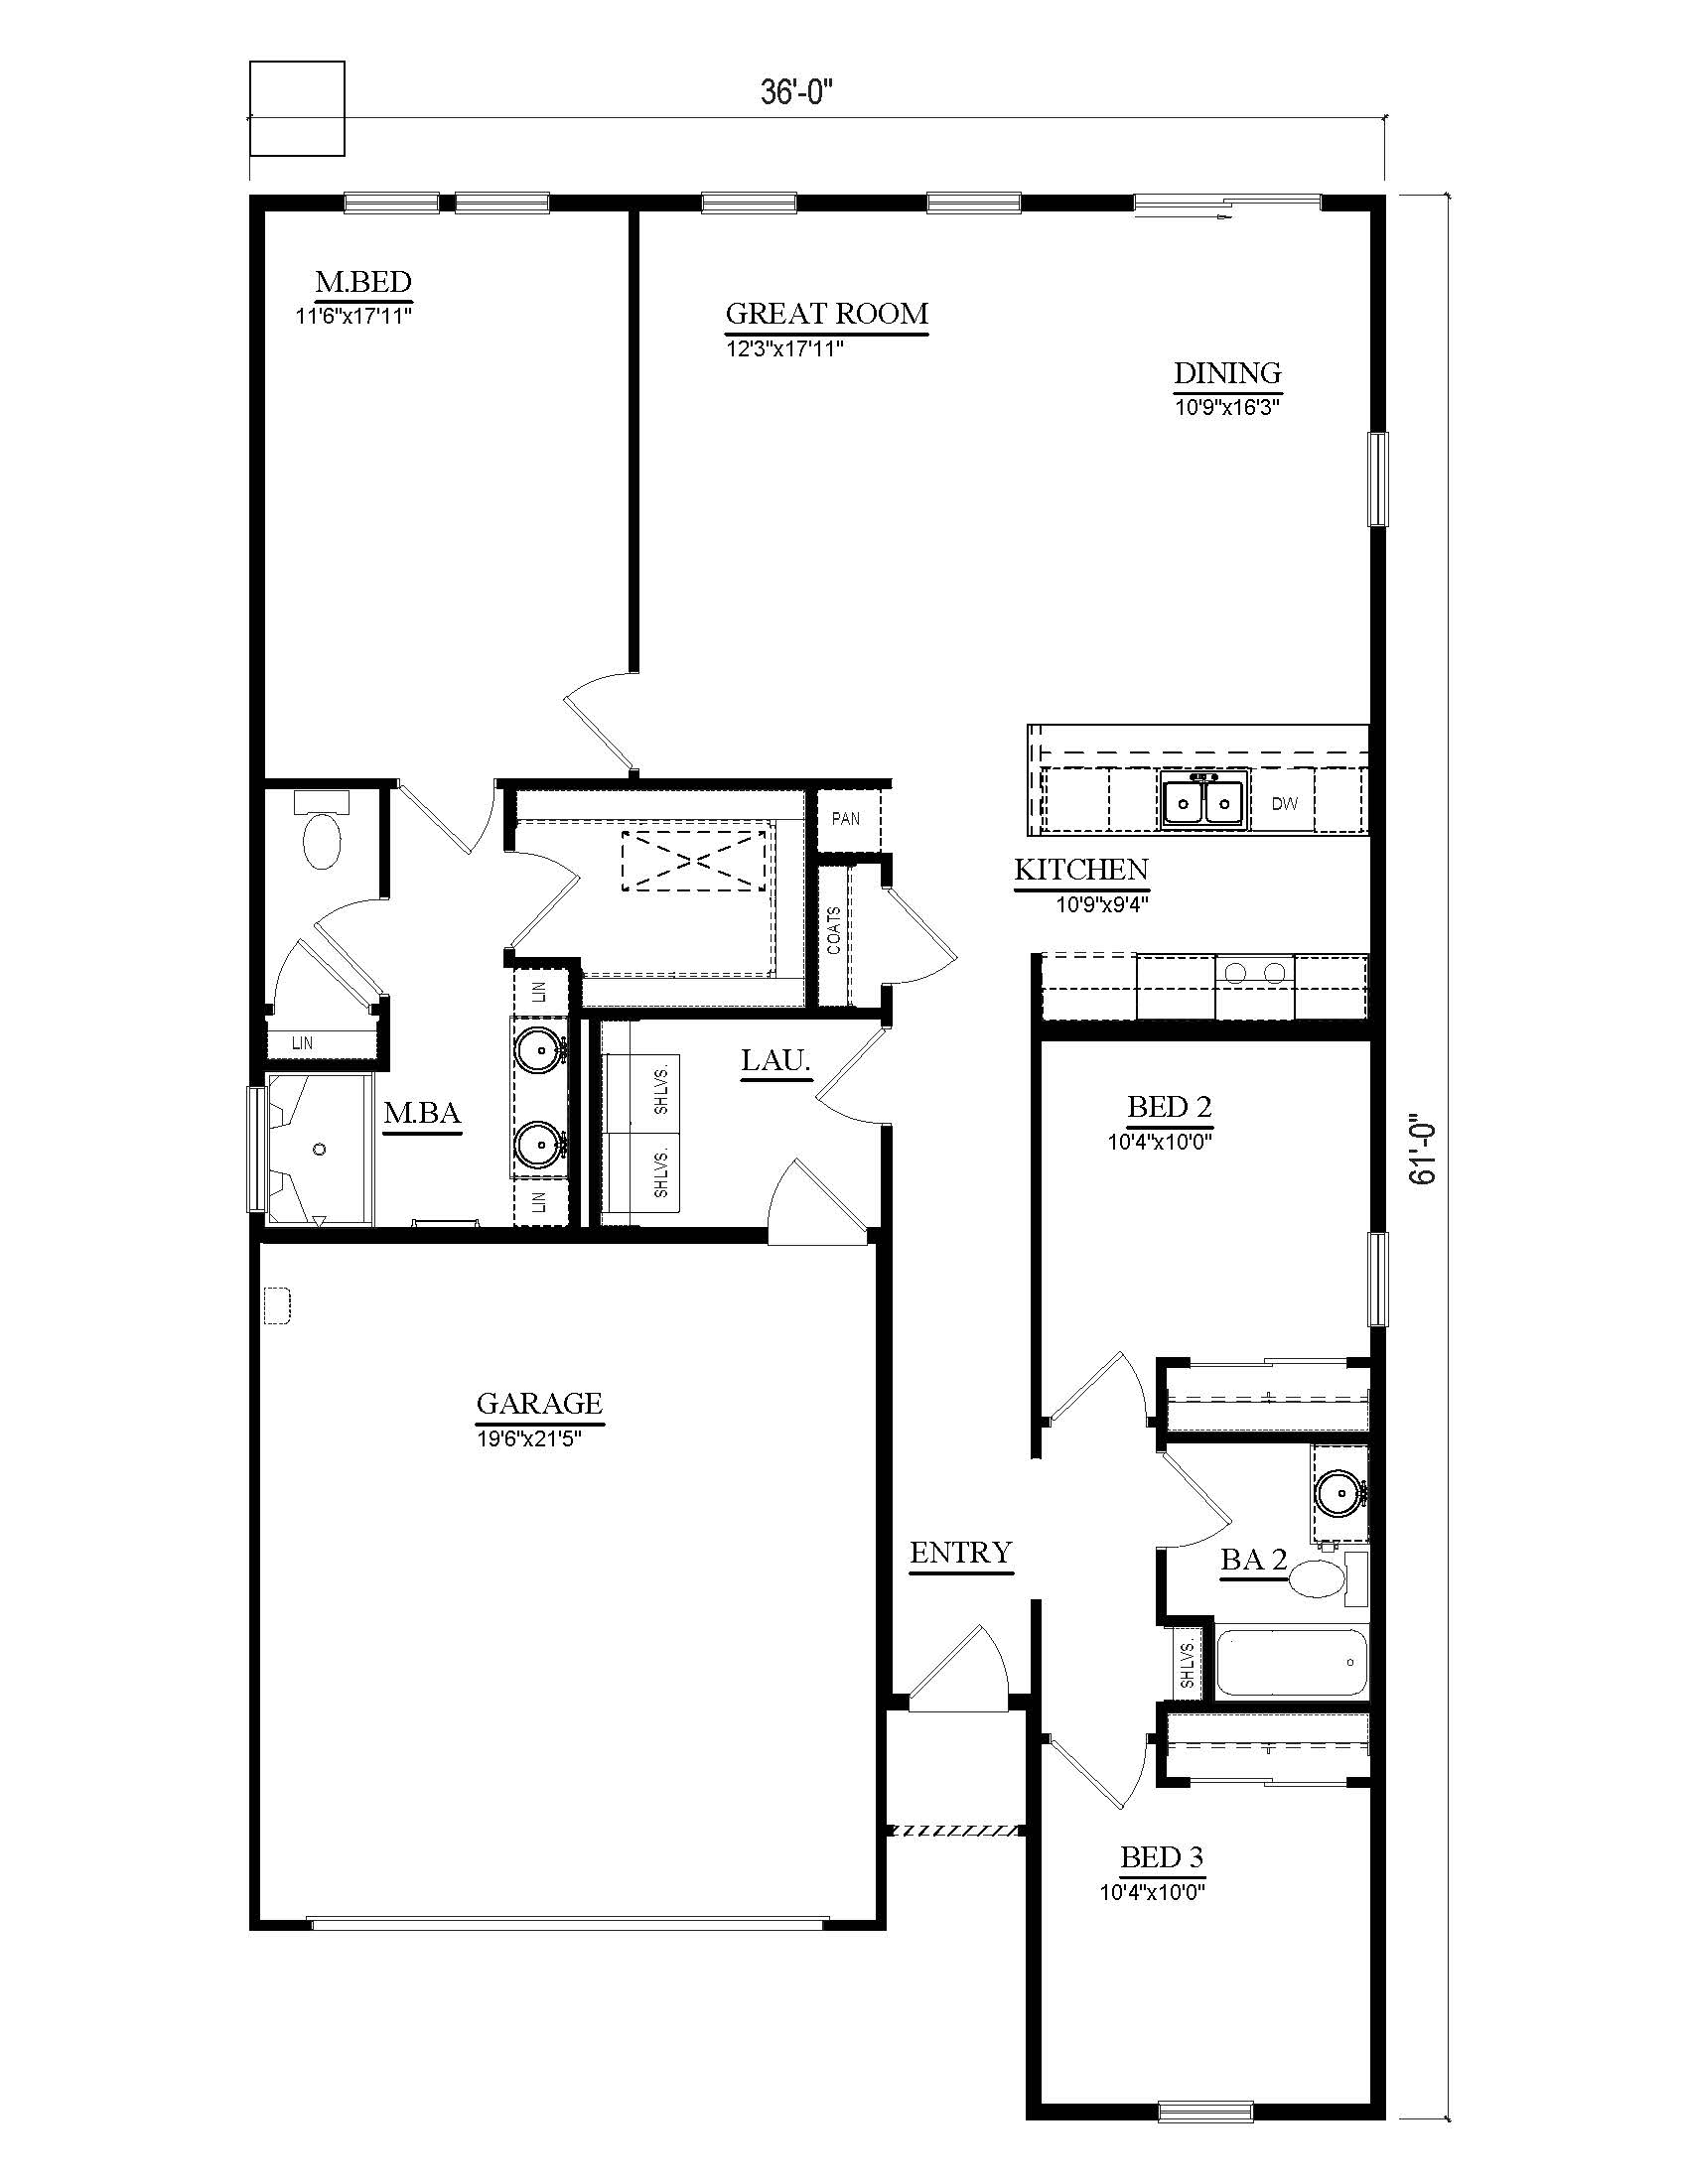 36'-0"
M.BED
11'6"x17'11"
GREAT ROOM
12'3"x17'11"
DINING
10'9"x16'3"
DW
PAN
KITCHEN
10'9"x9'4"
COATS
LIN
LIN
LAU.
SHLVS.
M.BA
BED 2
10'4"x10'0"
61'-0"
SHLVS.
LIN
GARAGE
19'6"x21'5"
ENTRY
BA 2
SHLVS.
BED 3
10'4"x10'0"